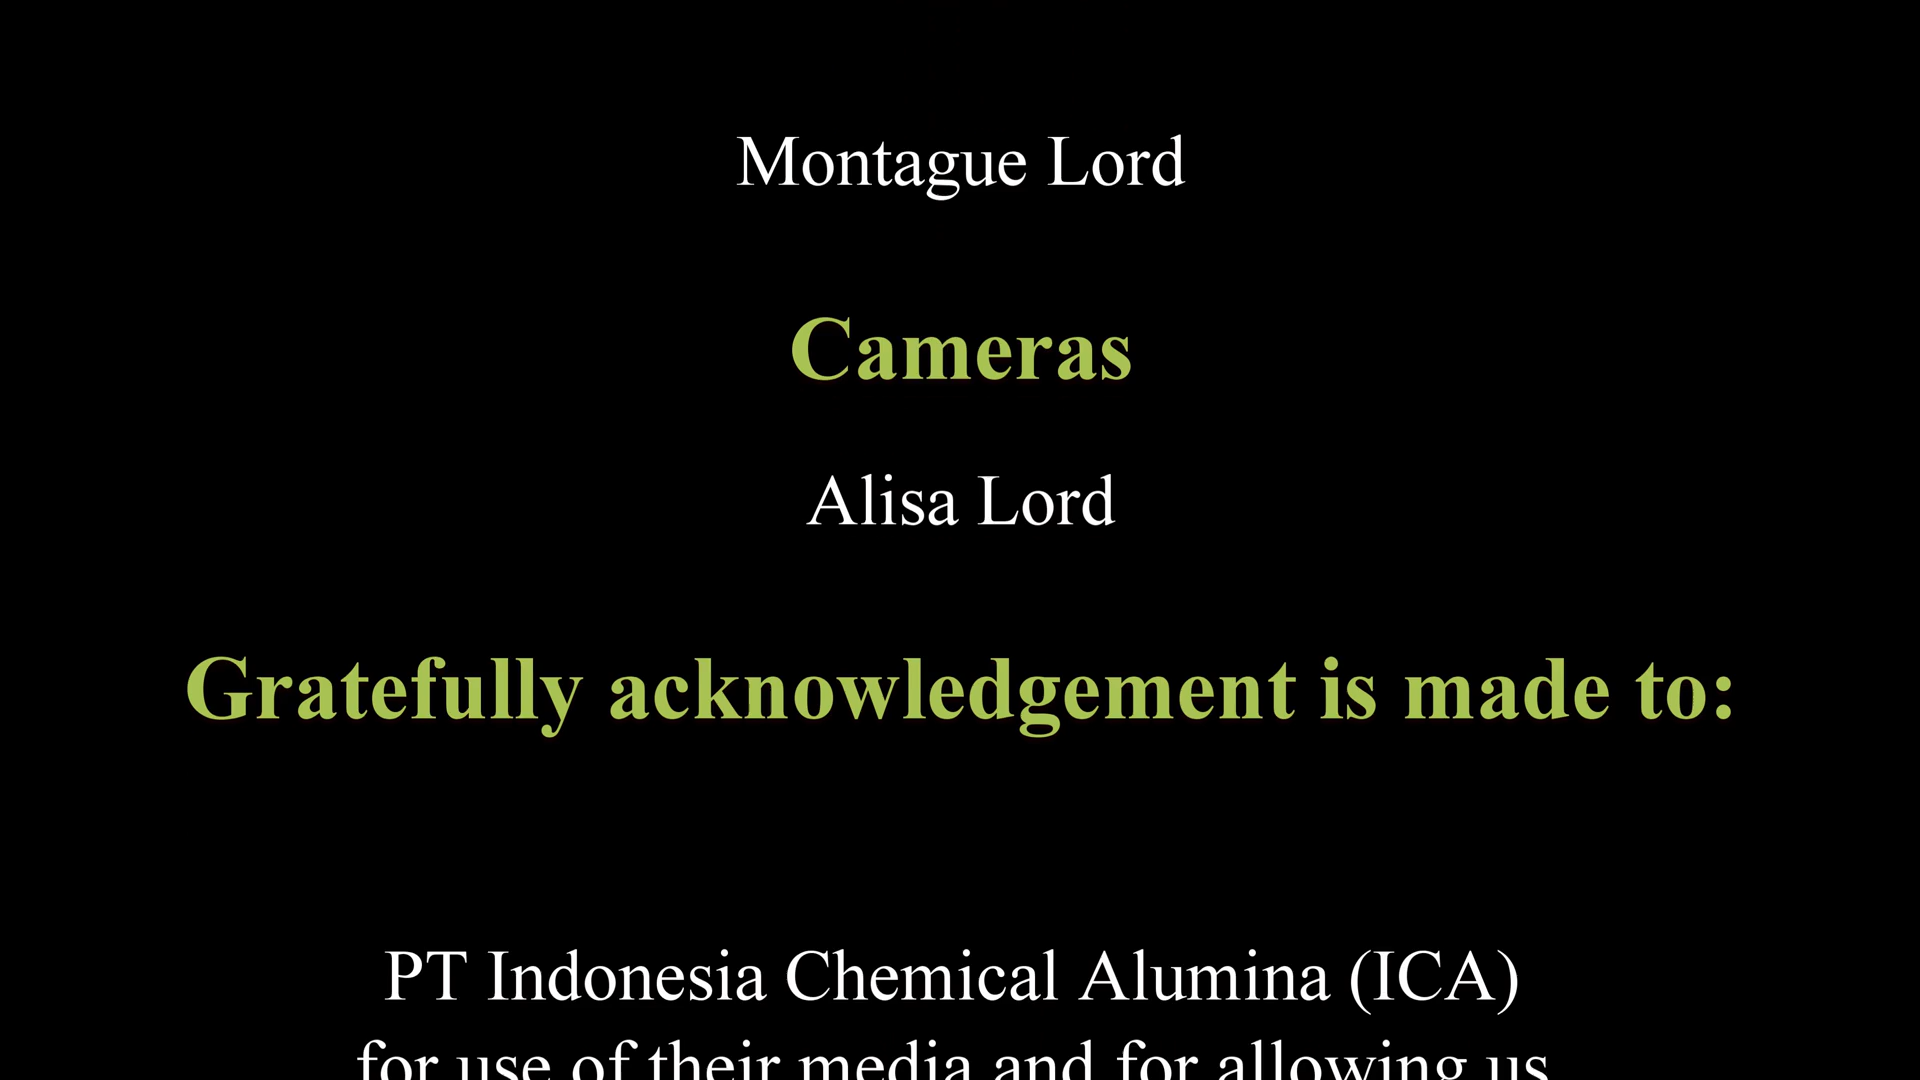 Montague Lord
Cameras
Alisa Lord
Gratefully acknowledgement is made to:
PT Indonesia Chemical Alumina (ICA)
for use of their media and for allowing us